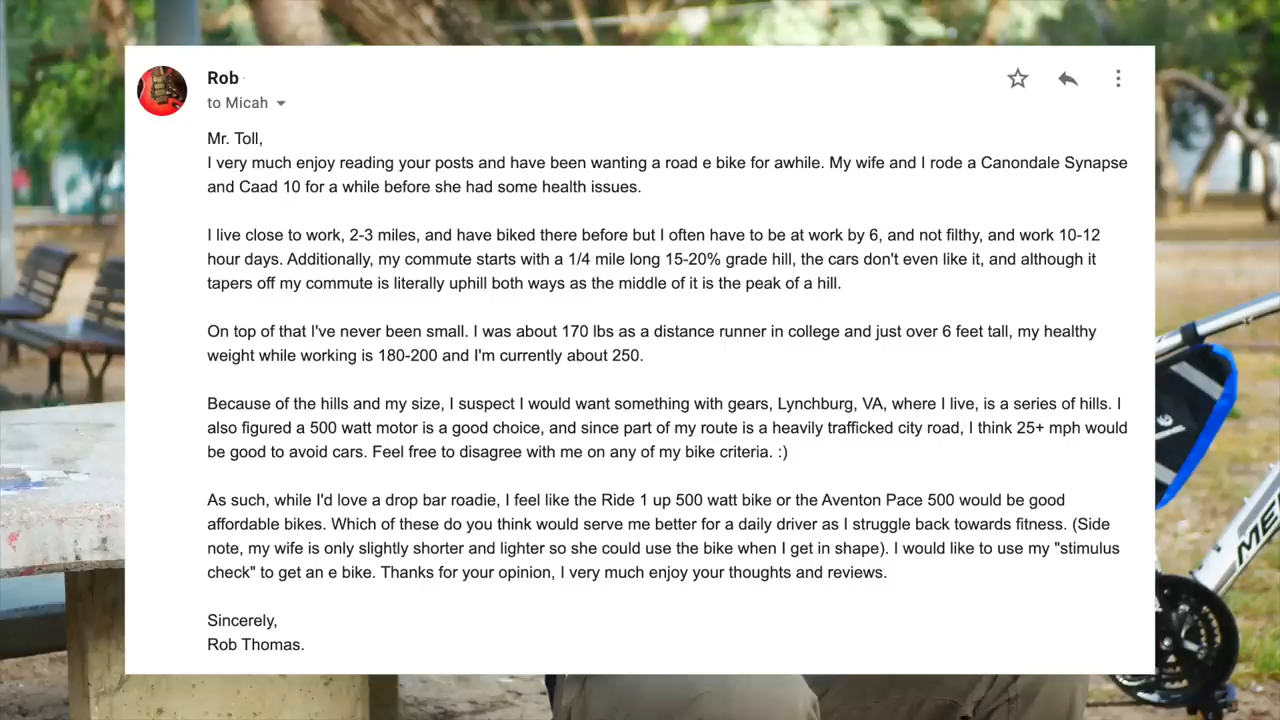 Rob
to Micah
Mr. Toll,
I very much enjoy reading your posts and have been wanting a road e bike for awhile. My wife and I rode a Canondale Synapse
and Caad 10 for a while before she had some health issues.
I live close to work, 2-3 miles, and have biked there before but I often have to be at work by 6, and not filthy, and work 10-12
hour days. Additionally, my commute starts with a 1/4 mile long 15-20% grade hill, the cars don't even like it, and although it
tapers off my commute is literally uphill both ways as the middle of it is the peak of a hill.
On top of that I've never been small. I was about 170 lbs as a distance runner in college and just over 6 feet tall, my healthy
weight while working is 180-200 and I'm currently about 250.
Because of the hills and my size, I suspect I would want something with gears, Lynchburg, VA, where I live, is a series of hills. I
also figured a 500 watt motor is a good choice, and since part of my route is a heavily trafficked city road, I think 25+ mph would
be good to avoid cars. Feel free to disagree with me on any of my bike criteria. :)
As such, while I'd love a drop bar roadie, I feel like the Ride 1 up 500 watt bike or the Aventon Pace 500 would be good
affordable bikes. Which of these do you think would serve me better for a daily driver as I struggle back towards fitness. (Side
note, my wife is only slightly shorter and lighter so she could use the bike when I get in shape). I would like to use my "stimulus
check" to get an e bike. Thanks for your opinion, I very much enjoy your thoughts and reviews.
Sincerely,
Rob Thomas.